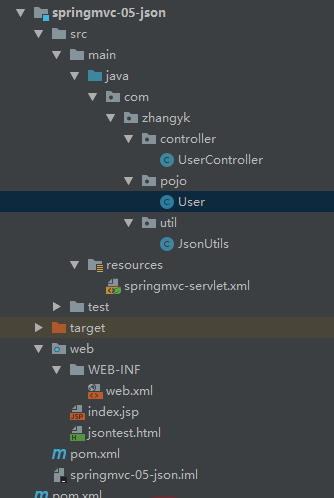 springmvc-05-json
src
main
java
com
zhangyk
controller
UserController
pojo
User
util
JsonUtils
resources
springmvc-servlet.xml
test
target
web
WEB-INF
web.xml
index.jsp
jsontest.html
pom.xml
springmvc-05-json.iml
pom.xml